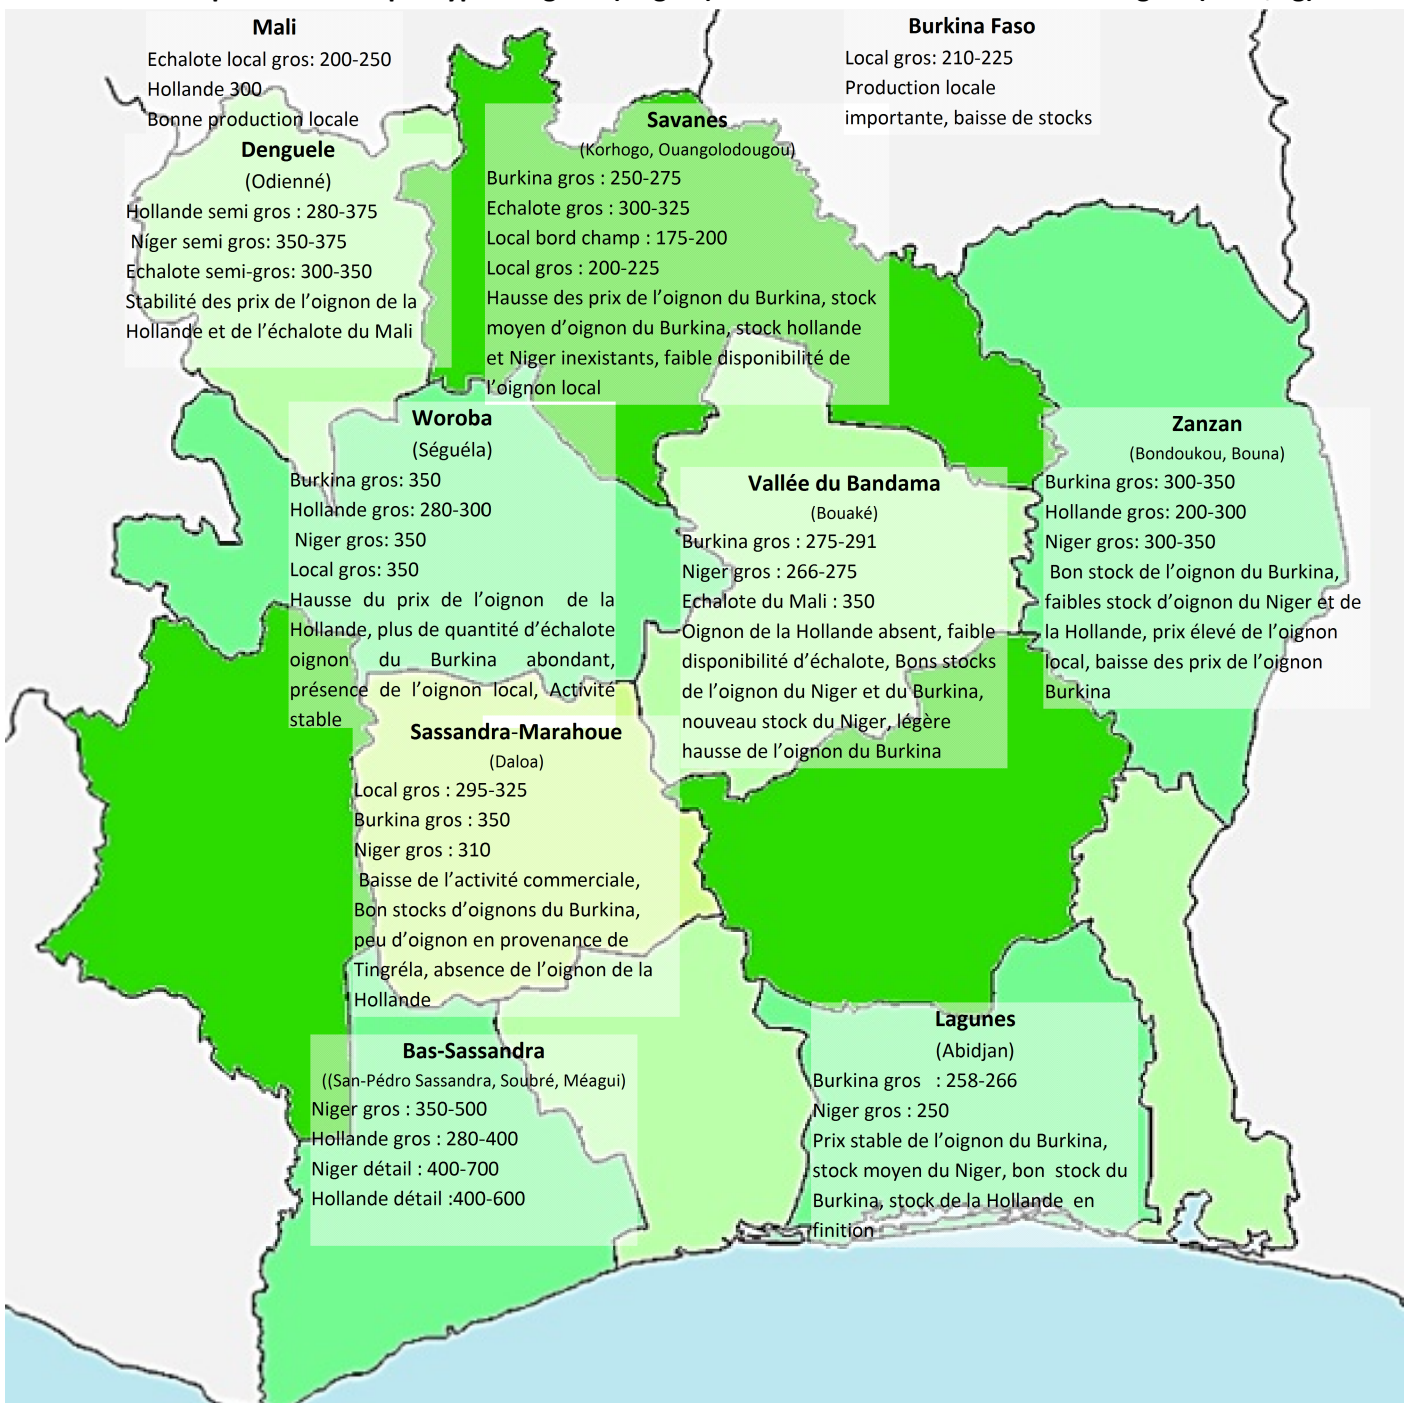 Mali
Echalote local gros: 200-250
Hollande 300
Bonne production locale
Burkina Faso
Local gros: 210-225
Production locale
importante, baisse de stocks
Denguele
(Odienné)
Hollande semi gros : 280-375
Niger semi gros: 350-375
Echalote semi-gros: 300-350
Stabilité des prix de l'oignon de la
Hollande et de l'échalote du Mali
Savanes
(Korhogo, Ouangolodougou)
Burkina gros : 250-275
Echalote gros : 300-325
Local bord champ : 175-200
Local gros : 200-225
Hausse des prix de l'oignon du Burkina, stock
moyen d'oignon du Burkina, stock hollande
et Niger inexistants, faible disponibilité de
l'oignon local
Woroba
(Séguéla)
Burkina gros: 350
Hollande gros: 280-300
Niger gros: 350
Local gros: 350
Hausse du prix de l'oignon de la
Hollande, plus de quantité d'échalote
oignon du Burkina abondant,
présence de l'oignon local, Activité
stable
Vallée du Bandama
(Bouaké)
Burkina gros : 275-291
Niger gros : 266-275
Echalote du Mali : 350
Oignon de la Hollande absent, faible
disponibilité d'échalote, Bons stocks
de l'oignon du Niger et du Burkina,
nouveau stock du Niger, légère
hausse de l'oignon du Burkina
Zanzan
(Bondoukou, Bouna)
Burkina gros: 300-350
Hollande gros: 200-300
Niger gros: 300-350
Bon stock de l'oignon du Burkina,
faibles stock d'oignon du Niger et de
la Hollande, prix élevé de l'oignon
local, baisse des prix de l'oignon
Burkina
Sassandra-Marahoue
(Daloa)
Local gros : 295-325
Burkina gros : 350
Niger gros : 310
Baisse de l'activité commerciale,
Bon stocks d'oignons du Burkina,
peu d'oignon en provenance de
Tingréla, absence de l'oignon de la
Hollande
Bas-Sassandra
((San-Pédro Sassandra, Soubré, Méagui)
Niger gros : 350-500
Hollande gros : 280-400
Niger détail : 400-700
Hollande détail :400-600
Lagunes
(Abidjan)
Burkina gros : 258-266
Niger gros : 250
Prix stable de l'oignon du Burkina,
stock moyen du Niger, bon stock du
Burkina, stock de la Hollande en
finition